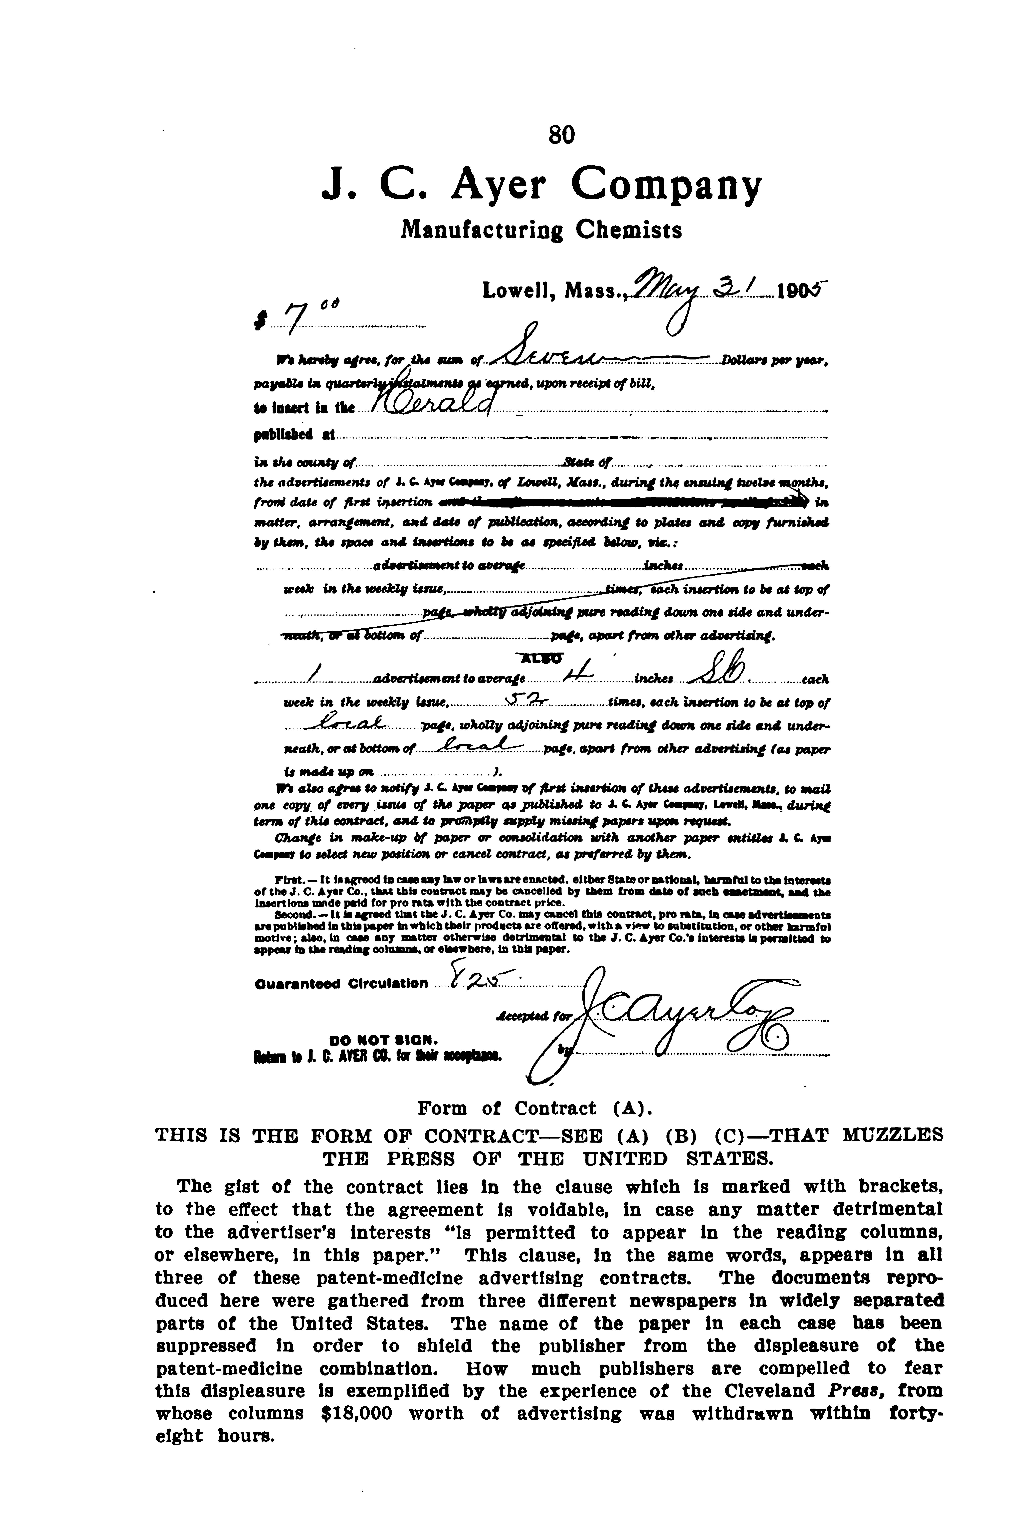 80
J. C. Ayer Company
Manufacturing Chemists
Lowell, Mass., May 31 1905
$ 7 00
We hereby agree, for the sum of Seven Dollars per year,
payable in quarterly instalments as earned, upon receipt of bill,
to insert in the Herald
published at
in the county of State of
the advertisements of J. C. Ayer Company, of Lowell, Mass., during the ensuing twelve months,
from date of first insertion in
matter, arrangement, and date of publication, according to plates and copy furnished
by them, the space and insertions to be as specified below, viz.:
advertisement to average inches each
week in the weekly issue, times, each insertion to be at top of
page, wholly adjoining pure reading down one side and under-
neath, or at bottom of page, apart from other advertising.
ALSO
1 advertisement to average 4 inches each
week in the weekly issue, 52 times, each insertion to be at top of
local page, wholly adjoining pure reading down one side and under-
neath, or at bottom of local page, apart from other advertising (as paper
is made up on ).
We also agree to notify J. C. Ayer Company of first insertion of these advertisements, to mail
one copy of every issue of the paper as published to J. C. Ayer Company, Lowell, Mass., during
term of this contract, and to promptly supply missing papers upon request.
Change in make-up of paper or consolidation with another paper entitles J. C. Ayer
Company to select new position or cancel contract, as preferred by them.
First.—It is agreed in case any law or laws are enacted, either State or national, harmful to the interests
of the J. C. Ayer Co., that this contract may be cancelled by them from date of such enactment, and the
insertions made paid for pro rata with the contract price.
Second.—It is agreed that the J. C. Ayer Co. may cancel this contract, pro rata, in case advertisements
are published in this paper in which their products are offered, with a view to substitution, or other harmful
motive; also, in case any matter otherwise detrimental to the J. C. Ayer Co.'s interests is permitted to
appear in the reading columns, or elsewhere, in this paper.
Guaranteed Circulation 825
Accepted for J C Ayer Co
DO NOT SIGN.
Return to J. C. AYER CO. for their acceptance. by
Form of Contract (A).
THIS IS THE FORM OF CONTRACT—SEE (A) (B) (C)—THAT MUZZLES
THE PRESS OF THE UNITED STATES.
The gist of the contract lies in the clause which is marked with brackets,
to the effect that the agreement is voidable, in case any matter detrimental
to the advertiser's interests "is permitted to appear in the reading columns,
or elsewhere, in this paper." This clause, in the same words, appears in all
three of these patent-medicine advertising contracts. The documents repro-
duced here were gathered from three different newspapers in widely separated
parts of the United States. The name of the paper in each case has been
suppressed in order to shield the publisher from the displeasure of the
patent-medicine combination. How much publishers are compelled to fear
this displeasure is exemplified by the experience of the Cleveland Press, from
whose columns $18,000 worth of advertising was withdrawn within forty-
eight hours.